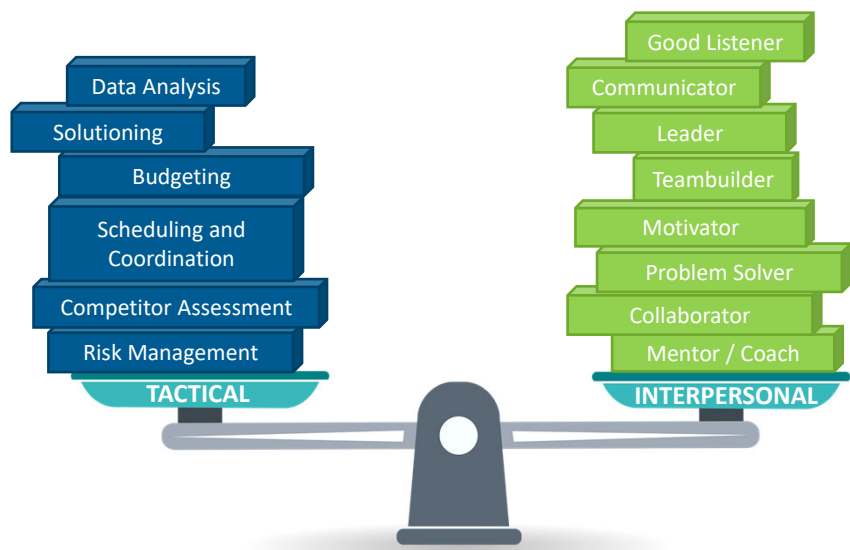 Data Analysis
Solutioning
Budgeting
Scheduling and
Coordination
Competitor Assessment
Risk Management
TACTICAL
Good Listener
Communicator
Leader
Teambuilder
Motivator
Problem Solver
Collaborator
Mentor / Coach
INTERPERSONAL